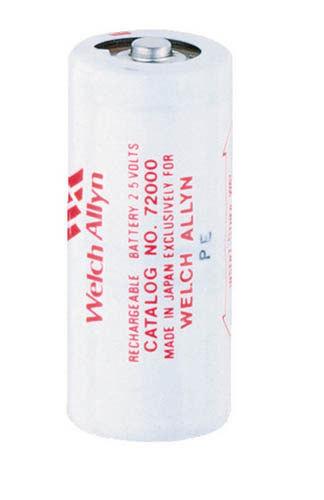 Welch Allyn
RECHARGEABLE BATTERY 2 5 VOLTS
CATALOG NO. 72000
MADE IN JAPAN EXCLUSIVELY FOR
WELCH ALLYN
PE